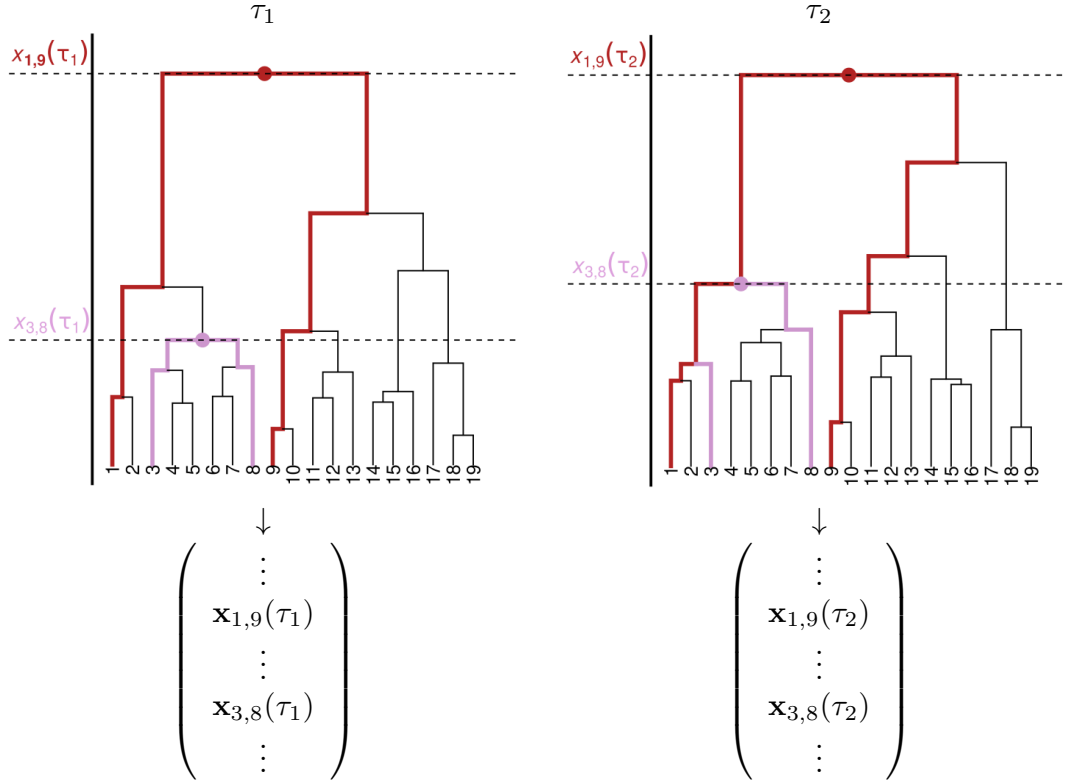 τ₁ τ₂
x₁,₉(τ₁) x₁,₉(τ₂)
x₃,₈(τ₁) x₃,₈(τ₂)
1 2 3 4 5 6 7 8 9 10 11 12 13 14 15 16 17 18 19 1 2 3 4 5 6 7 8 9 10 11 12 13 14 15 16 17 18 19
↓ ↓
⋮ ⋮
x₁,₉(τ₁) x₁,₉(τ₂)
⋮ ⋮
x₃,₈(τ₁) x₃,₈(τ₂)
⋮ ⋮